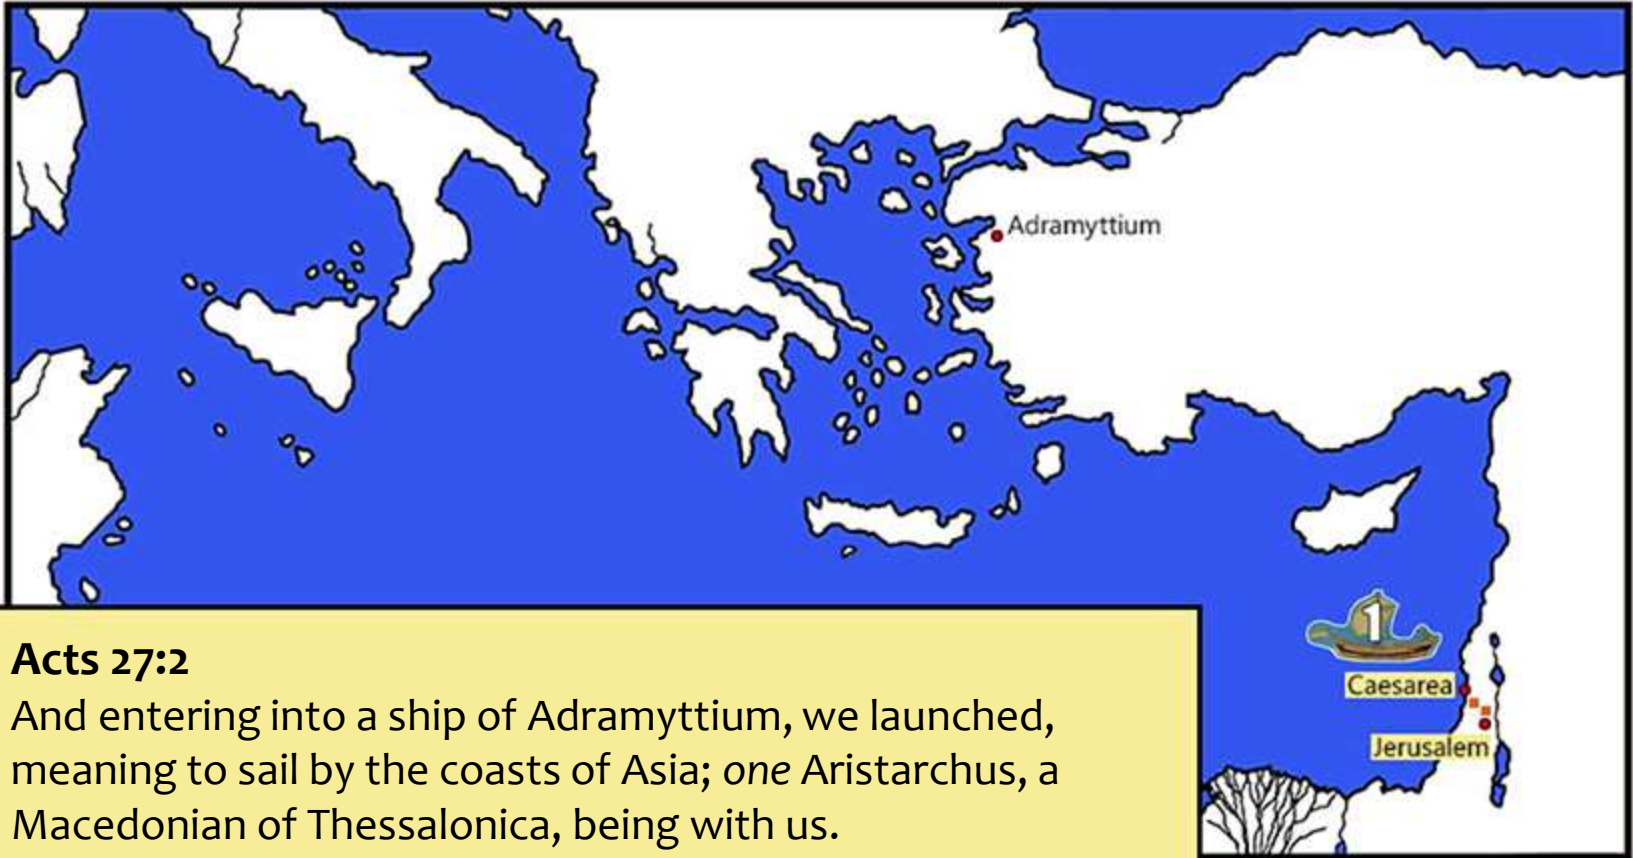 Adramyttium
1
Caesarea
Jerusalem
Acts 27:2
And entering into a ship of Adramyttium, we launched,
meaning to sail by the coasts of Asia; one Aristarchus, a
Macedonian of Thessalonica, being with us.